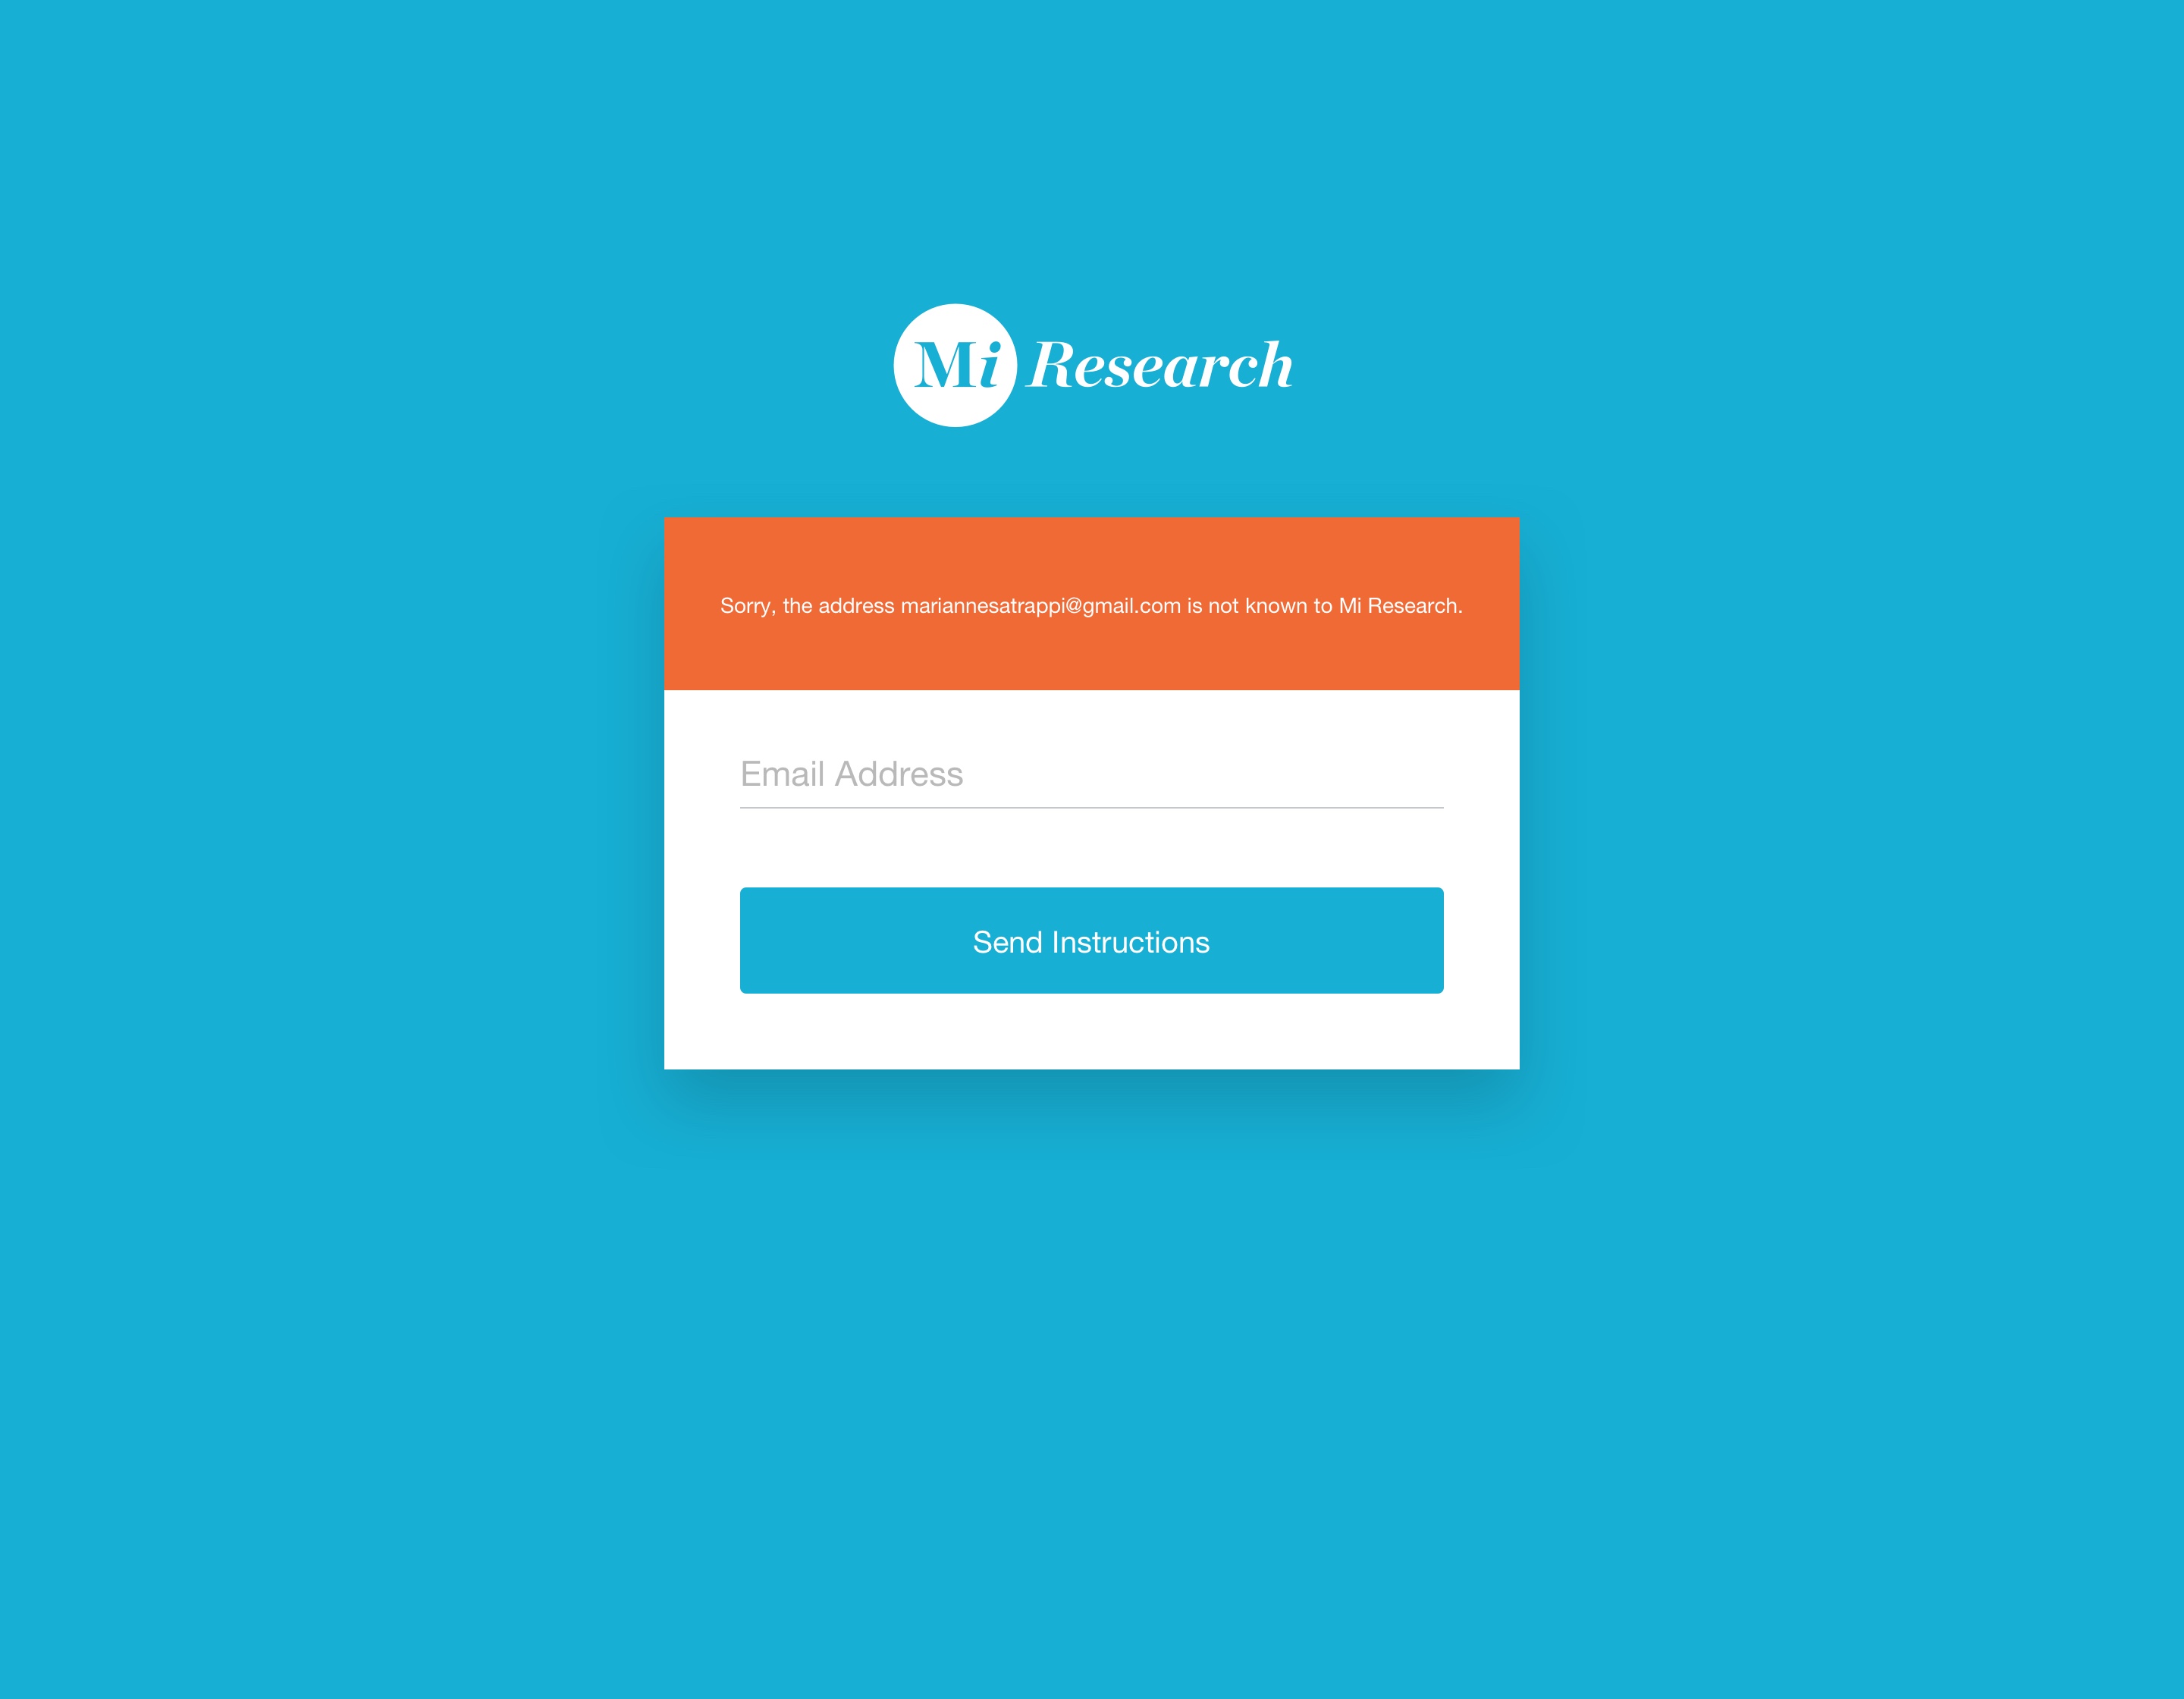 Mi Research
Sorry, the address mariannesatrappi@gmail.com is not known to Mi Research.
Email Address
Send Instructions